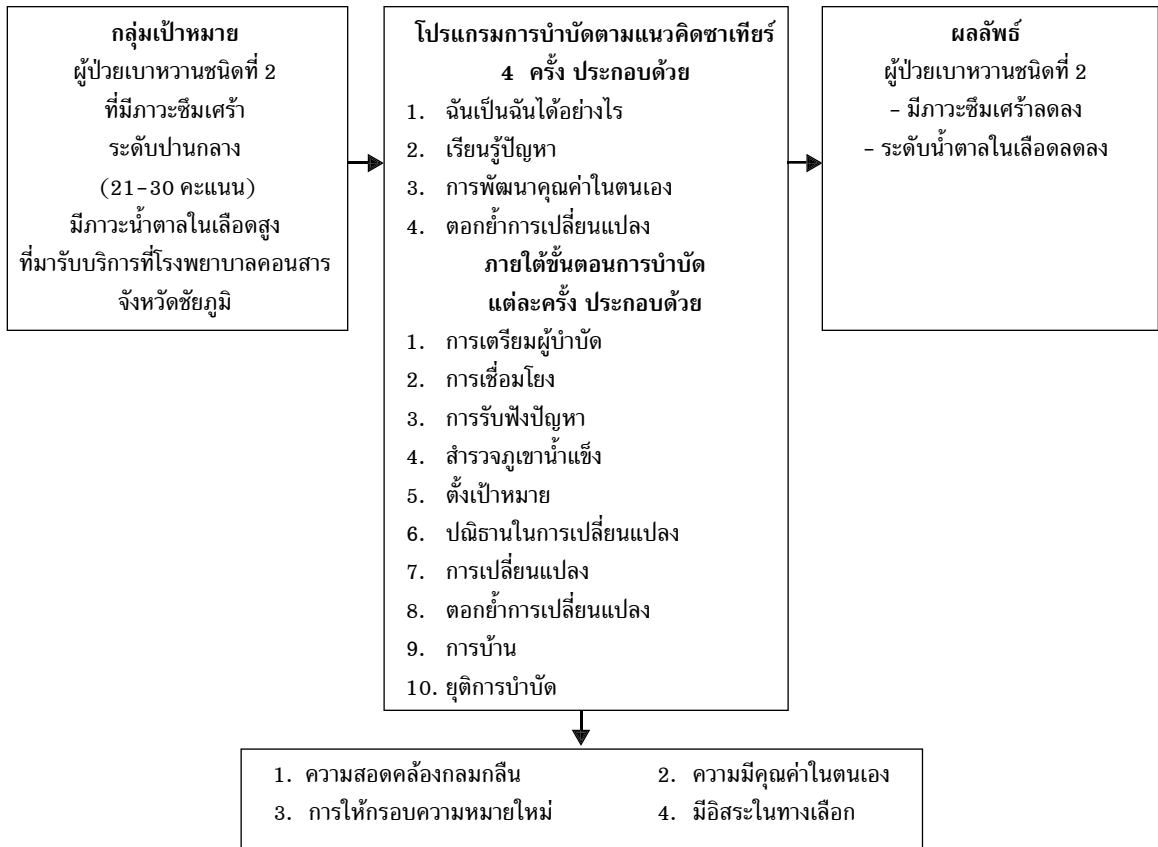 กลุ่มเป้าหมาย
ผู้ป่วยเบาหวานชนิดที่ 2
ที่มีภาวะซึมเศร้า
ระดับปานกลาง
(21-30 คะแนน)
มีภาวะน้ำตาลในเลือดสูง
ที่มารับบริการที่โรงพยาบาลคอนสาร
จังหวัดชัยภูมิ
โปรแกรมการบำบัดตามแนวคิดซาเทียร์
4 ครั้ง ประกอบด้วย
1. ฉันเป็นฉันได้อย่างไร
2. เรียนรู้ปัญหา
3. การพัฒนาคุณค่าในตนเอง
4. ตอกย้ำการเปลี่ยนแปลง
ภายใต้ขั้นตอนการบำบัด
แต่ละครั้ง ประกอบด้วย
1. การเตรียมผู้บำบัด
2. การเชื่อมโยง
3. การรับฟังปัญหา
4. สำรวจภูเขาน้ำแข็ง
5. ตั้งเป้าหมาย
6. ปณิธานในการเปลี่ยนแปลง
7. การเปลี่ยนแปลง
8. ตอกย้ำการเปลี่ยนแปลง
9. การบ้าน
10. ยุติการบำบัด
ผลลัพธ์
ผู้ป่วยเบาหวานชนิดที่ 2
- มีภาวะซึมเศร้าลดลง
- ระดับน้ำตาลในเลือดลดลง
1. ความสอดคล้องกลมกลืน 2. ความมีคุณค่าในตนเอง
3. การให้กรอบความหมายใหม่ 4. มีอิสระในทางเลือก